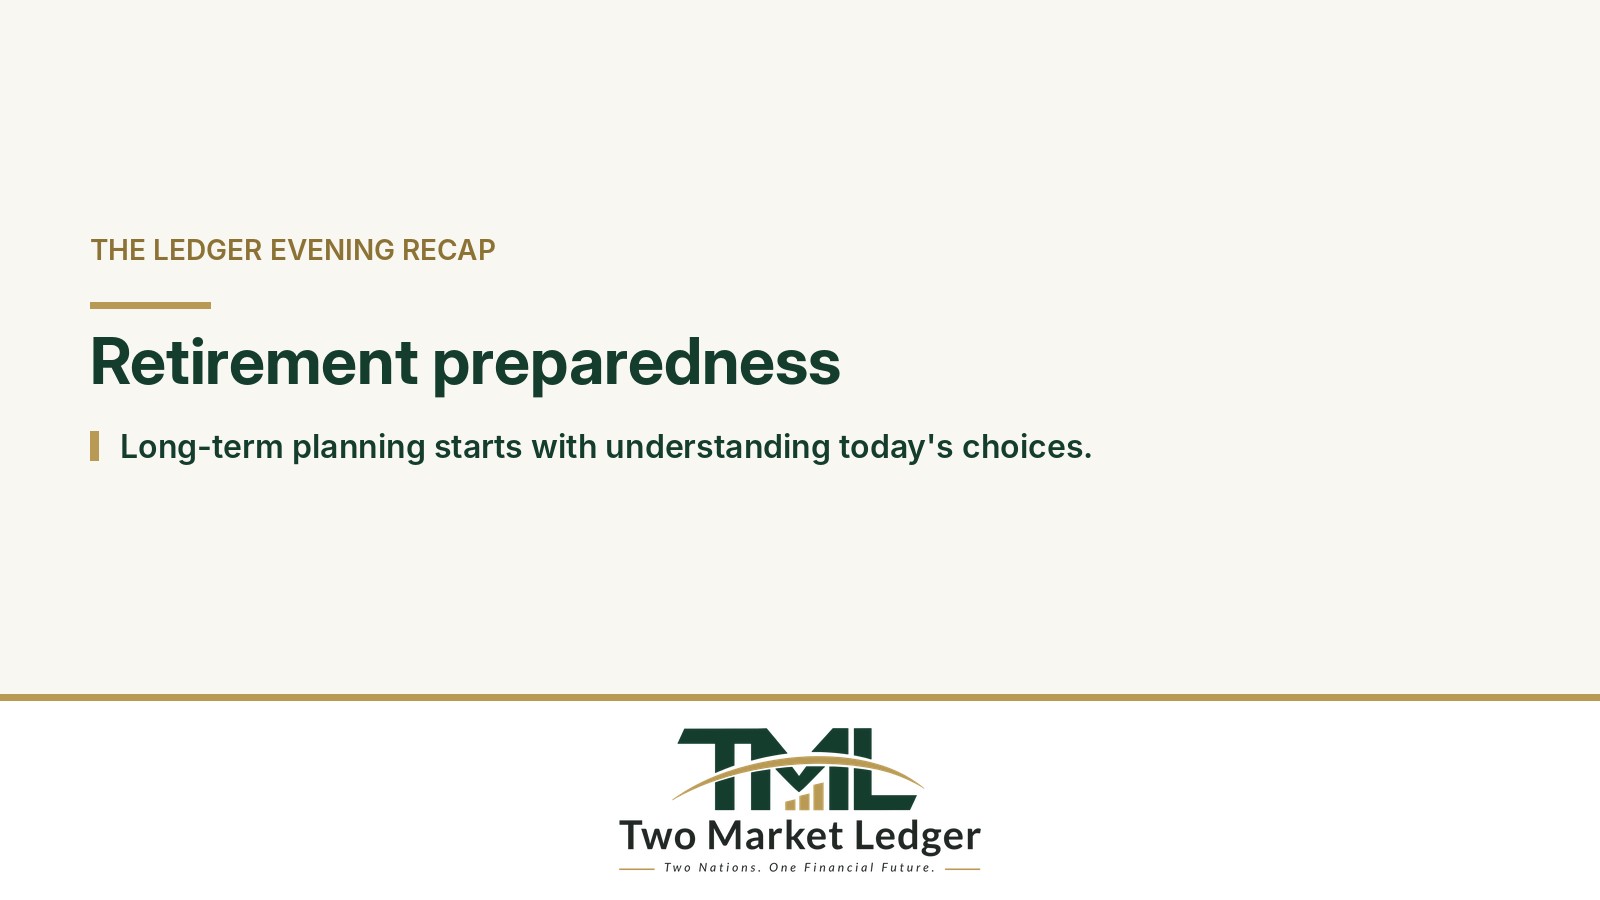 THE LEDGER EVENING RECAP
Retirement preparedness
Long-term planning starts with understanding today's choices.
TML
Two Market Ledger
Two Nations. One Financial Future.